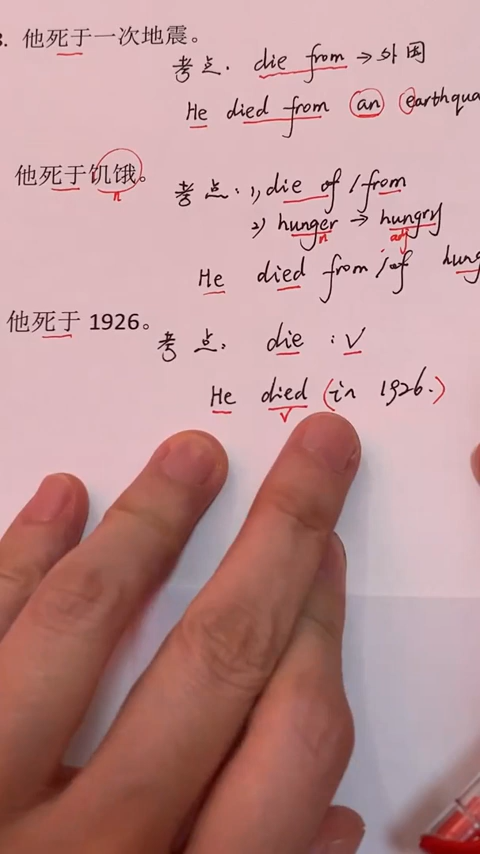 3. 他死于一次地震。
考点. die from → 外因
He died from an earthqua
他死于饥饿。
n
考点: 1) die of / from
2) hunger → hungry
n adj
He died from / of hung
他死于 1926。
考点: die : v
He died (in 1926.)
v